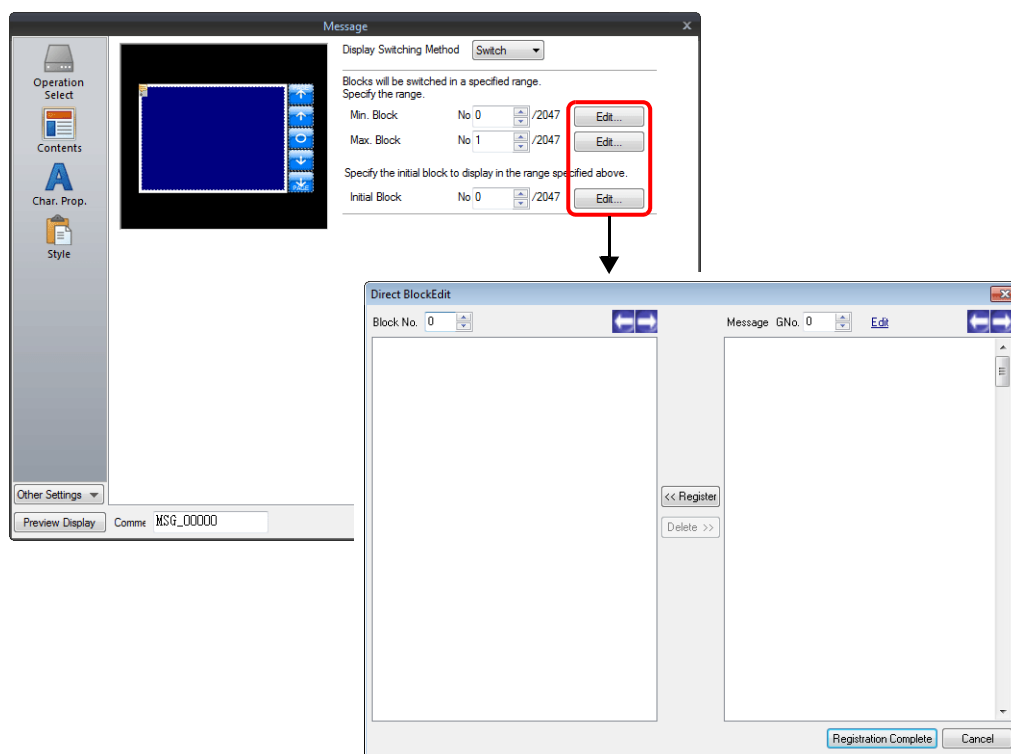 Message
Operation
Select
Contents
A
Char. Prop.
Style
Other Settings
Preview Display
Display Switching Method Switch
Blocks will be switched in a specified range.
Specify the range.
Min. Block No 0 /2047 Edit...
Max. Block No 1 /2047 Edit...
Specify the initial block to display in the range specified above.
Initial Block No 0 /2047 Edit...
Comme MSG_00000
Direct BlockEdit
Block No. 0
Message GNo. 0 Edit
<< Register
Delete >>
Registration Complete Cancel